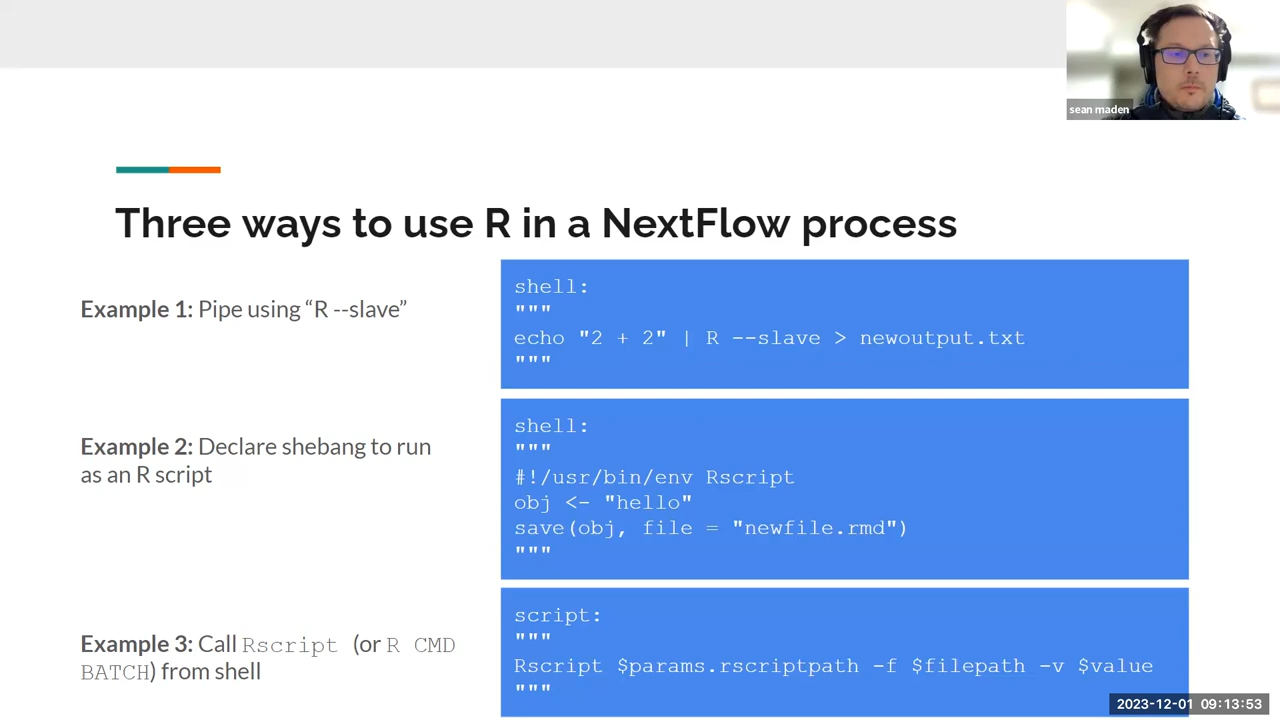 sean maden
Three ways to use R in a NextFlow process
Example 1: Pipe using “R --slave”
shell:
"""
echo "2 + 2" | R --slave > newoutput.txt
"""
Example 2: Declare shebang to run
as an R script
shell:
"""
#!/usr/bin/env Rscript
obj <- "hello"
save(obj, file = "newfile.rmd")
"""
Example 3: Call Rscript (or R CMD
BATCH) from shell
script:
"""
Rscript $params.rscriptpath -f $filepath -v $value
"""
2023-12-01 09:13:53